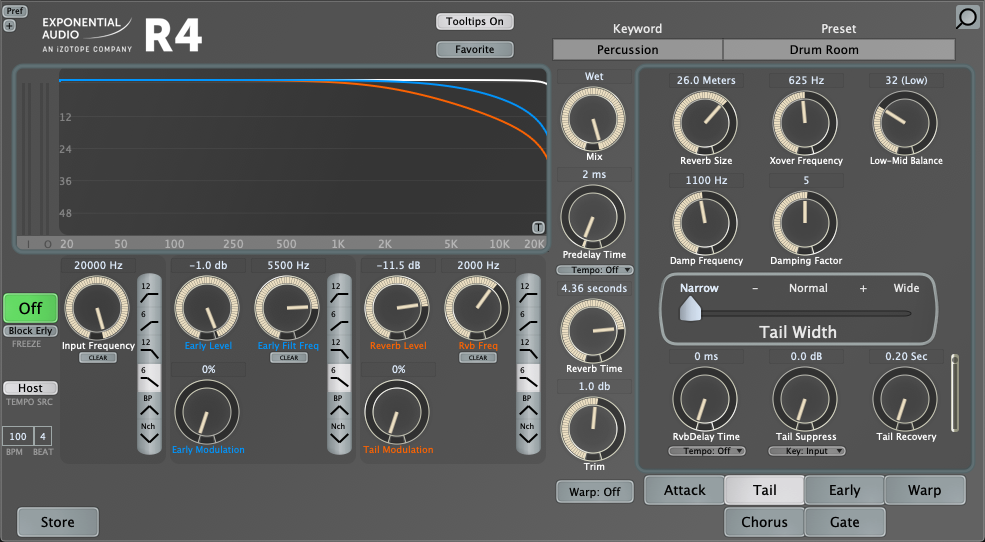 Pref
+
EXPONENTIAL
AUDIO
AN iZOTOPE COMPANY
R4
Tooltips On
Favorite
Keyword
Preset
Percussion
Drum Room
12
24
36
48
T
I O 20 50 100 250 500 1K 2K 5K 10K 20K
Wet
Mix
2 ms
Predelay Time
Tempo: Off
4.36 seconds
Reverb Time
1.0 db
Trim
Warp: Off
26.0 Meters
625 Hz
32 (Low)
Reverb Size
Xover Frequency
Low-Mid Balance
1100 Hz
5
Damp Frequency
Damping Factor
Narrow - Normal + Wide
Tail Width
0 ms
0.0 dB
0.20 Sec
RvbDelay Time
Tail Suppress
Tail Recovery
Tempo: Off
Key: Input
Off
Block Erly
FREEZE
Host
TEMPO SRC
100 4
BPM BEAT
20000 Hz
Input Frequency
CLEAR
12
6
12
6
BP
Nch
-1.0 db
5500 Hz
Early Level
Early Filt Freq
CLEAR
0%
Early Modulation
12
6
12
6
BP
Nch
-11.5 dB
2000 Hz
Reverb Level
Rvb Freq
CLEAR
0%
Tail Modulation
12
6
12
6
BP
Nch
Attack
Tail
Early
Warp
Chorus
Gate
Store